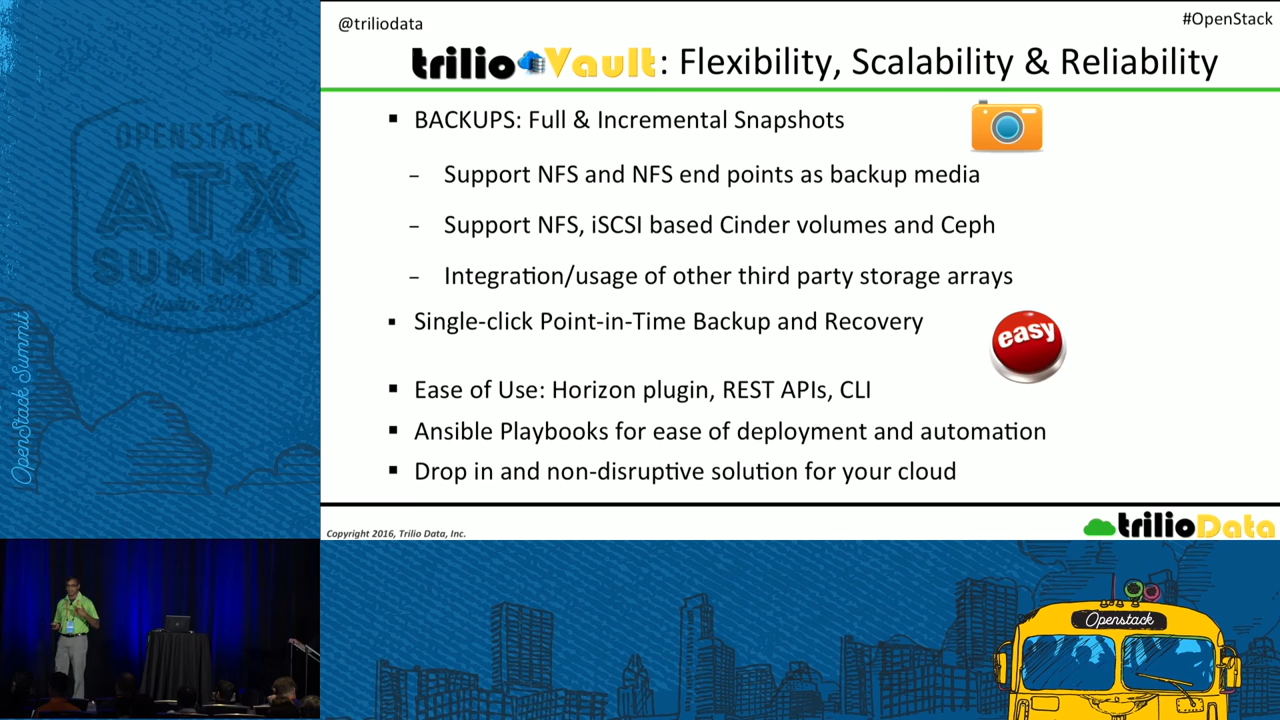 @triliodata
#OpenStack
trilioVault: Flexibility, Scalability & Reliability
▪ BACKUPS: Full & Incremental Snapshots
– Support NFS and NFS end points as backup media
– Support NFS, iSCSI based Cinder volumes and Ceph
– Integration/usage of other third party storage arrays
▪ Single-click Point-in-Time Backup and Recovery
easy
▪ Ease of Use: Horizon plugin, REST APIs, CLI
▪ Ansible Playbooks for ease of deployment and automation
▪ Drop in and non-disruptive solution for your cloud
Copyright 2016, Trilio Data, Inc.
trilioData
OPENSTACK
ATX
SUMMIT
OpenStack Summit
Openstack